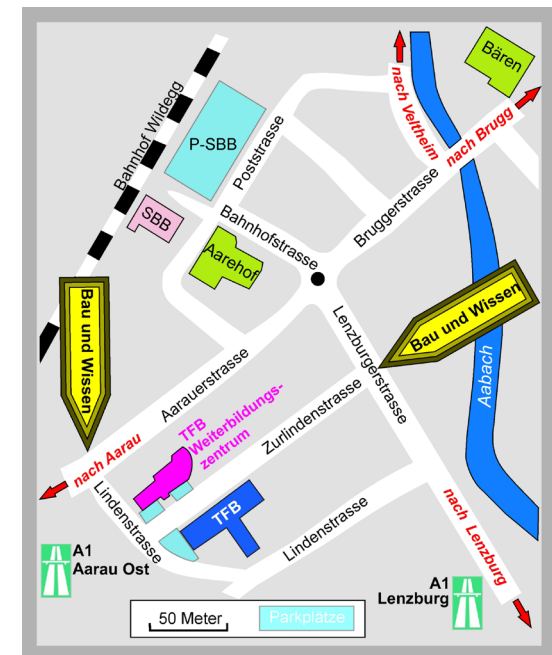 Bären
nach Veltheim
nach Brugg
Bahnhof Wildegg
P-SBB
Poststrasse
SBB
Bahnhofstrasse
Bruggerstrasse
Aarehof
Bau und Wissen
Bau und Wissen
Lenzburgerstrasse
Aabach
Aarauerstrasse
TFB
Weiterbildungs-
zentrum
Zurlindenstrasse
nach Aarau
Lindenstrasse
TFB
Lindenstrasse
nach Lenzburg
A1
Aarau Ost
A1
Lenzburg
50 Meter
Parkplätze